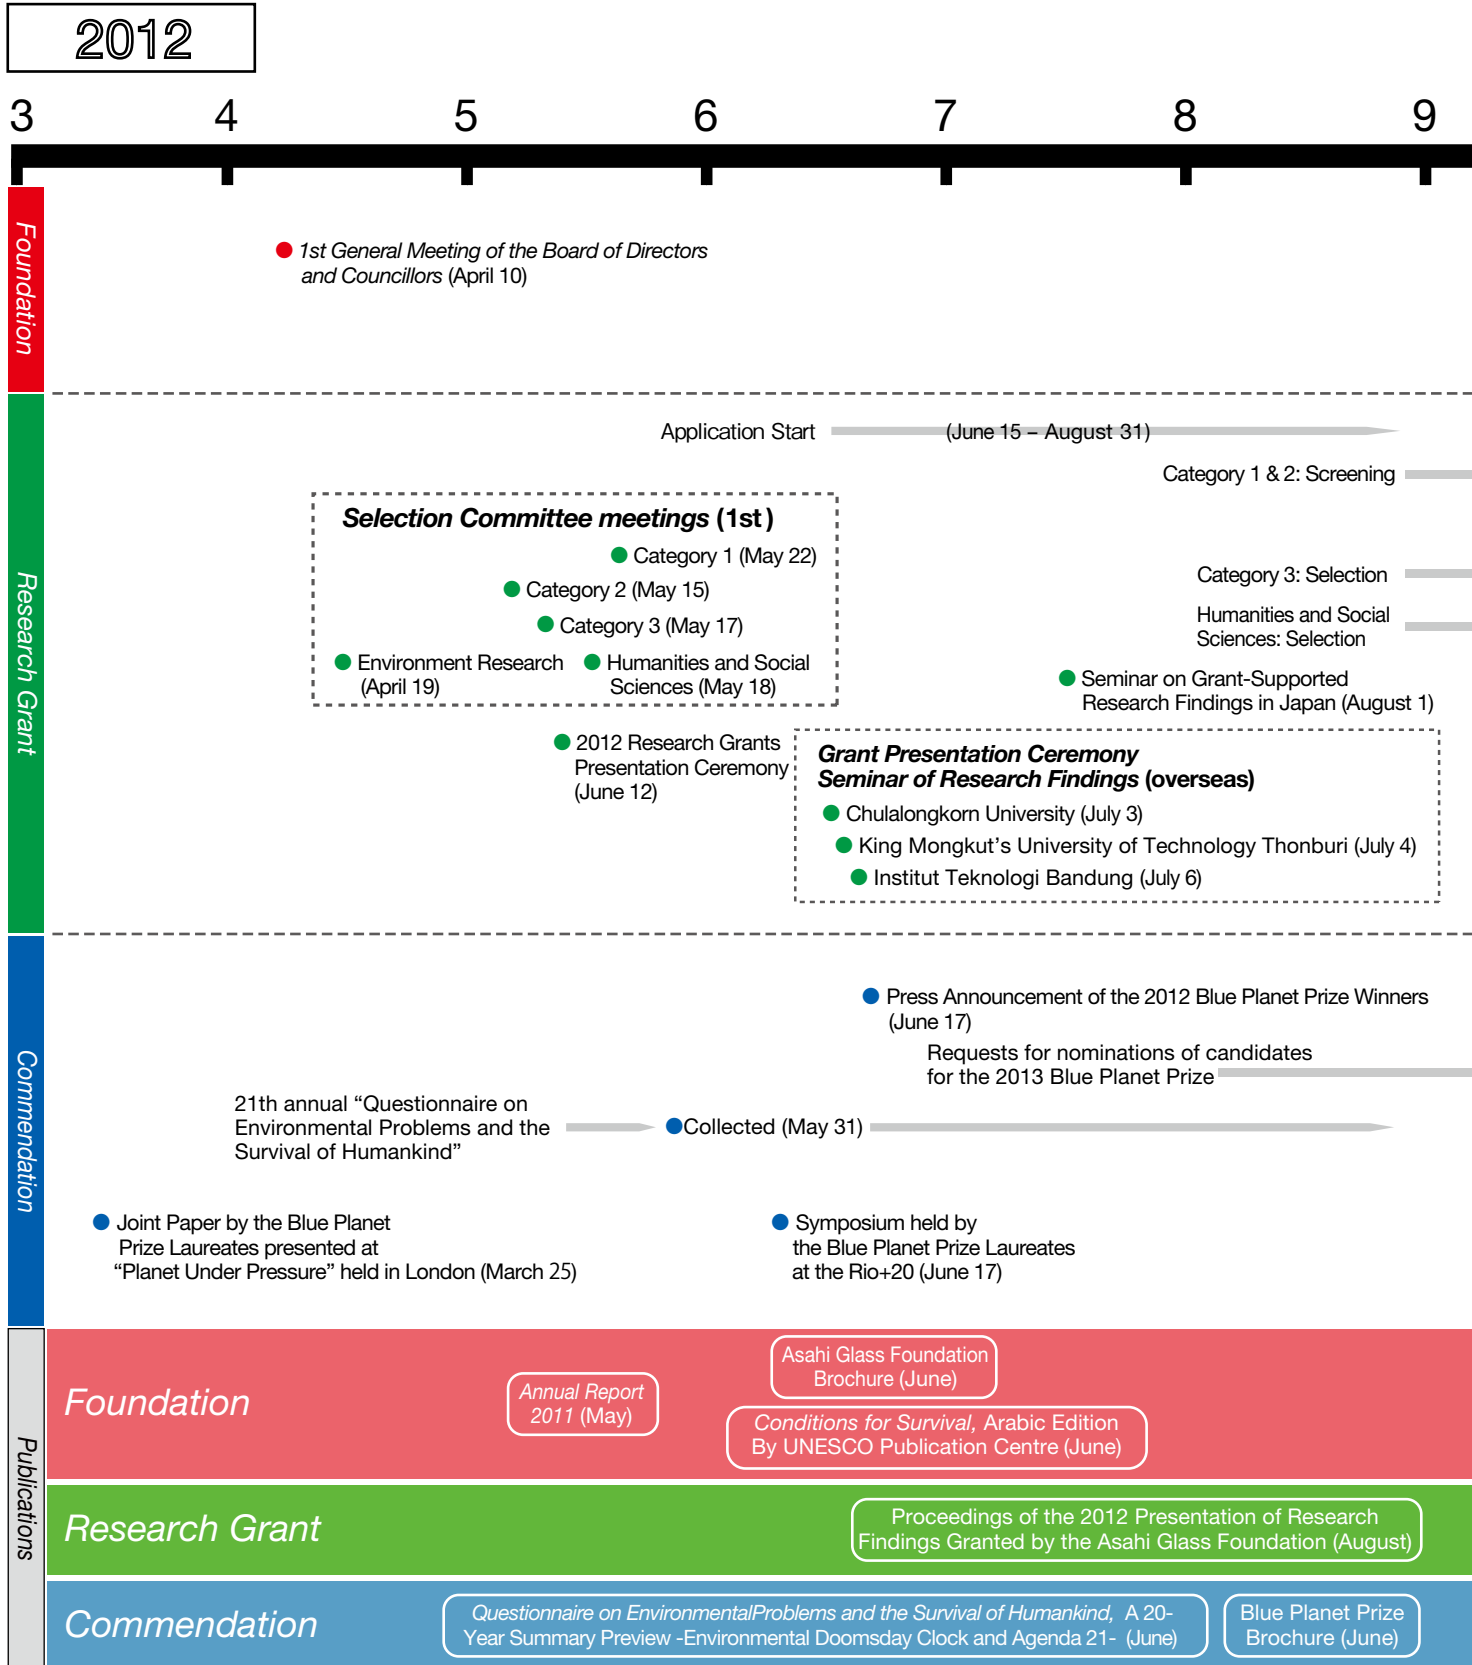 2012
3 4 5 6 7 8 9
Foundation
1st General Meeting of the Board of Directors
and Councillors (April 10)
Research Grant
Application Start (June 15 – August 31)
Category 1 & 2: Screening
Selection Committee meetings (1st )
Category 1 (May 22)
Category 2 (May 15)
Category 3 (May 17)
Environment Research
(April 19)
Humanities and Social
Sciences (May 18)
Category 3: Selection
Humanities and Social
Sciences: Selection
Seminar on Grant-Supported
Research Findings in Japan (August 1)
2012 Research Grants
Presentation Ceremony
(June 12)
Grant Presentation Ceremony
Seminar of Research Findings (overseas)
Chulalongkorn University (July 3)
King Mongkut’s University of Technology Thonburi (July 4)
Institut Teknologi Bandung (July 6)
Commendation
Press Announcement of the 2012 Blue Planet Prize Winners
(June 17)
Requests for nominations of candidates
for the 2013 Blue Planet Prize
21th annual “Questionnaire on
Environmental Problems and the
Survival of Humankind”
Collected (May 31)
Joint Paper by the Blue Planet
Prize Laureates presented at
“Planet Under Pressure” held in London (March 25)
Symposium held by
the Blue Planet Prize Laureates
at the Rio+20 (June 17)
Publications
Foundation
Annual Report
2011 (May)
Asahi Glass Foundation
Brochure (June)
Conditions for Survival, Arabic Edition
By UNESCO Publication Centre (June)
Research Grant
Proceedings of the 2012 Presentation of Research
Findings Granted by the Asahi Glass Foundation (August)
Commendation
Questionnaire on EnvironmentalProblems and the Survival of Humankind, A 20-
Year Summary Preview -Environmental Doomsday Clock and Agenda 21- (June)
Blue Planet Prize
Brochure (June)